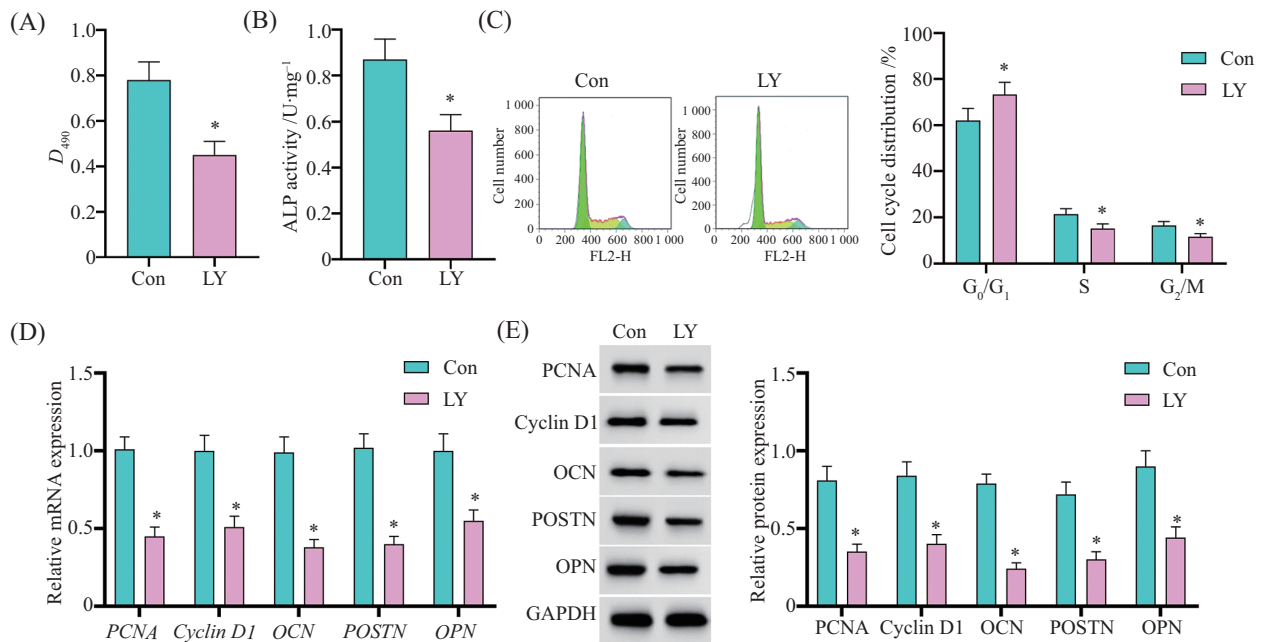 (A)
D490
1.0
0.8
0.6
0.4
0.2
0
Con
LY
*
(B)
ALP activity /U·mg⁻¹
1.0
0.8
0.6
0.4
0.2
0
Con
LY
*
(C)
Con
Cell number
1 000
800
600
400
200
0
0 200 400 600 800 1 000
FL2-H
LY
Cell number
1 000
800
600
400
200
0
0 200 400 600 800 1 000
FL2-H
Cell cycle distribution /%
100
80
60
40
20
0
Con
LY
*
*
*
G₀/G₁ S G₂/M
(D)
Relative mRNA expression
1.5
1.0
0.5
0
Con
LY
*
*
*
*
*
PCNA Cyclin D1 OCN POSTN OPN
(E)
Con LY
PCNA
Cyclin D1
OCN
POSTN
OPN
GAPDH
Relative protein expression
1.5
1.0
0.5
0
Con
LY
*
*
*
*
*
PCNA Cyclin D1 OCN POSTN OPN